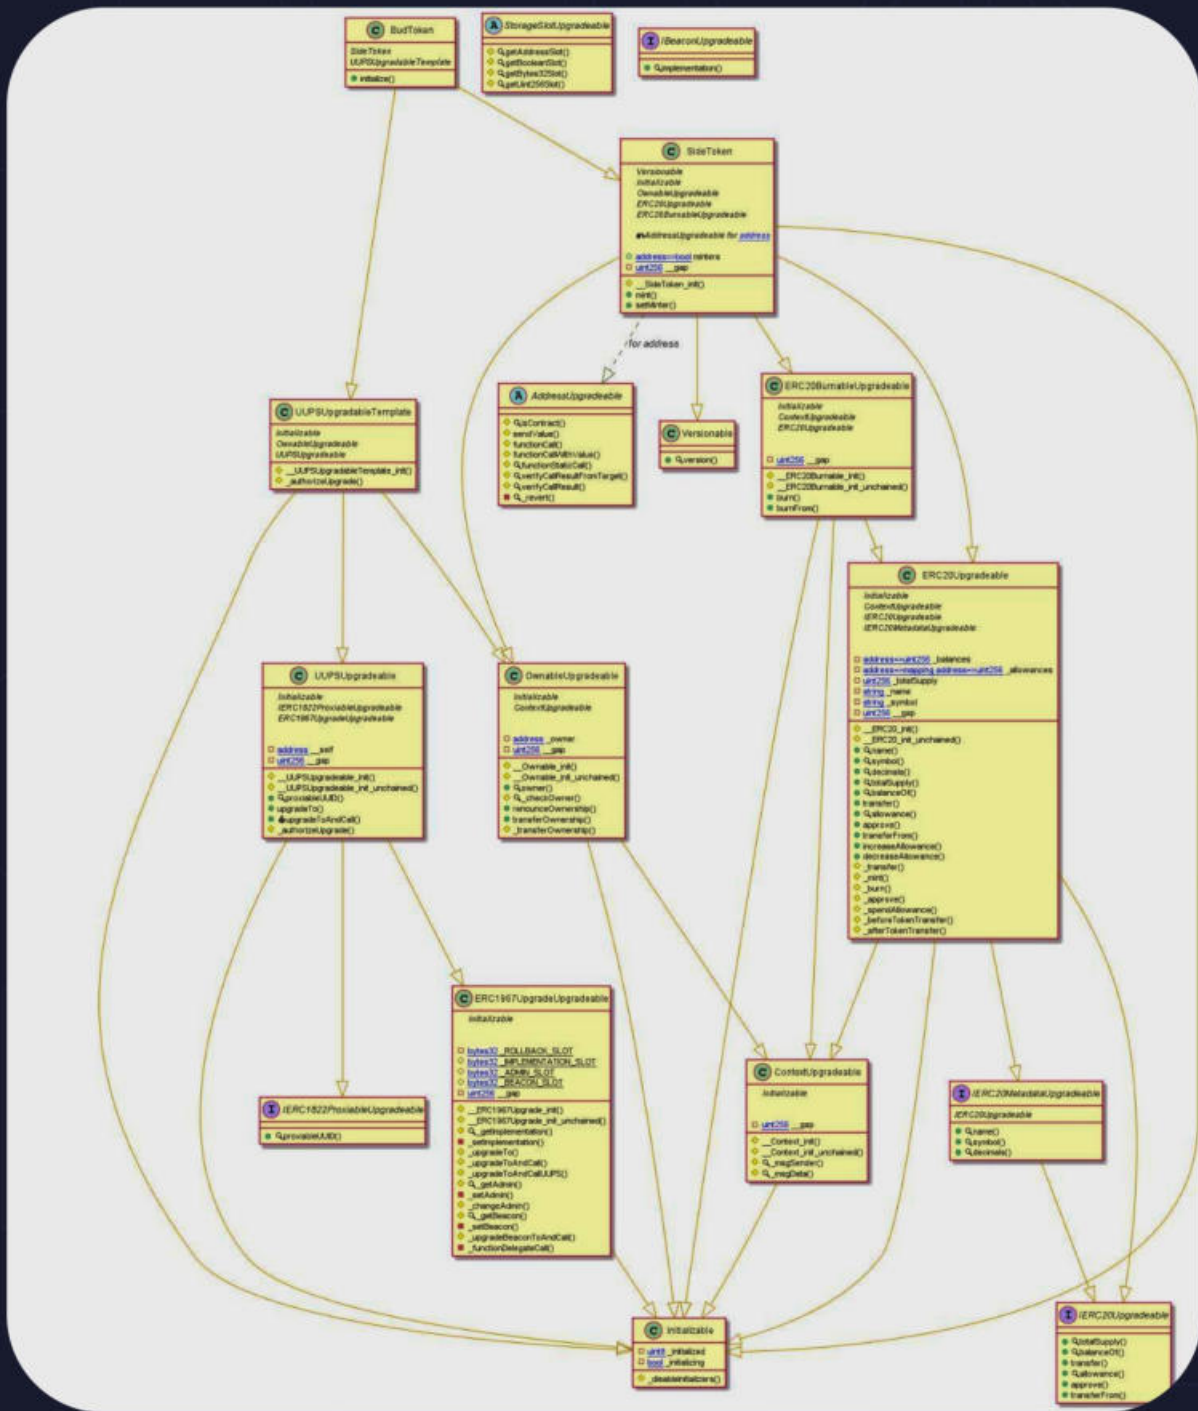 BudToken
SideToken
UUPSUpgradableTemplate
initialize()
StorageSlotUpgradeable
getAddressSlot()
getBooleanSlot()
getBytes32Slot()
getUint256Slot()
IBeaconUpgradeable
implementation()
SideToken
Versionable
Initializable
OwnableUpgradeable
ERC20Upgradeable
ERC20BurnableUpgradeable
AddressUpgradeable for address
address=>bool minters
uint256 __gap
__SideToken_init()
mint()
setMinter()
for address
UUPSUpgradableTemplate
Initializable
OwnableUpgradeable
UUPSUpgradeable
__UUPSUpgradableTemplate_init()
_authorizeUpgrade()
AddressUpgradeable
isContract()
sendValue()
functionCall()
functionCallWithValue()
functionStaticCall()
verifyCallResultFromTarget()
verifyCallResult()
_revert()
Versionable
version()
ERC20BurnableUpgradeable
Initializable
ContextUpgradeable
ERC20Upgradeable
uint256 __gap
__ERC20Burnable_init()
__ERC20Burnable_init_unchained()
burn()
burnFrom()
ERC20Upgradeable
Initializable
ContextUpgradeable
IERC20Upgradeable
IERC20MetadataUpgradeable
address=>uint256 _balances
address=>mapping address=>uint256 _allowances
uint256 _totalSupply
string _name
string _symbol
uint256 __gap
__ERC20_init()
__ERC20_init_unchained()
name()
symbol()
decimals()
totalSupply()
balanceOf()
transfer()
allowance()
approve()
transferFrom()
increaseAllowance()
decreaseAllowance()
_transfer()
_mint()
_burn()
_approve()
_spendAllowance()
_beforeTokenTransfer()
_afterTokenTransfer()
UUPSUpgradeable
Initializable
IERC1822ProxiableUpgradeable
ERC1967UpgradeUpgradeable
address __self
uint256 __gap
__UUPSUpgradeable_init()
__UUPSUpgradeable_init_unchained()
proxiableUUID()
upgradeTo()
upgradeToAndCall()
_authorizeUpgrade()
OwnableUpgradeable
Initializable
ContextUpgradeable
address _owner
uint256 __gap
__Ownable_init()
__Ownable_init_unchained()
owner()
_checkOwner()
renounceOwnership()
transferOwnership()
_transferOwnership()
ERC1967UpgradeUpgradeable
Initializable
bytes32 _ROLLBACK_SLOT
bytes32 _IMPLEMENTATION_SLOT
bytes32 _ADMIN_SLOT
bytes32 _BEACON_SLOT
uint256 __gap
__ERC1967Upgrade_init()
__ERC1967Upgrade_init_unchained()
_getImplementation()
_setImplementation()
_upgradeTo()
_upgradeToAndCall()
_upgradeToAndCallUUPS()
_getAdmin()
_setAdmin()
_changeAdmin()
_getBeacon()
_setBeacon()
_upgradeBeaconToAndCall()
_functionDelegateCall()
IERC1822ProxiableUpgradeable
proxiableUUID()
ContextUpgradeable
Initializable
uint256 __gap
__Context_init()
__Context_init_unchained()
_msgSender()
_msgData()
IERC20MetadataUpgradeable
IERC20Upgradeable
name()
symbol()
decimals()
Initializable
uint8 _initialized
bool _initializing
_disableInitializers()
IERC20Upgradeable
totalSupply()
balanceOf()
transfer()
allowance()
approve()
transferFrom()